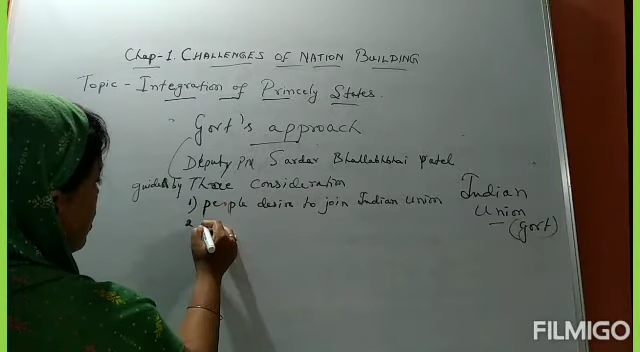 Chap-1. CHALLENGES OF NATION BUILDING
Topic - Integration of Princely States.
Govt's approach
Deputy PM Sardar Bhallabhbhai Patel
guided by Three consideration
1) people desire to join Indian Union
2
Indian
Union
(govt)
FILMIGO